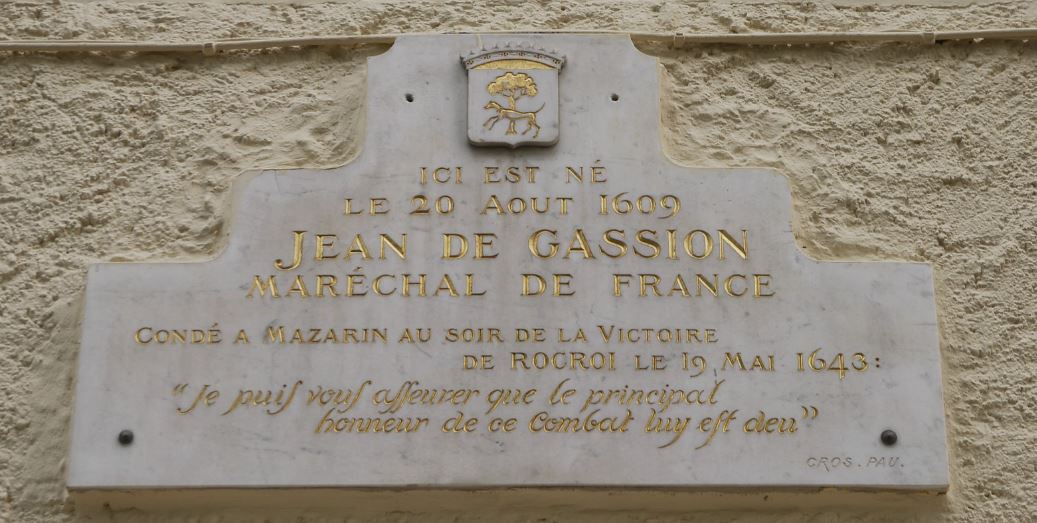 ICI EST NÉ
LE 20 AOUT 1609
JEAN DE GASSION
MARÉCHAL DE FRANCE
CONDÉ A MAZARIN AU SOIR DE LA VICTOIRE
DE ROCROI LE 19 MAI 1643:
“Je puis vous assurer que le principal
honneur de ce Combat luy est deu”
CROS. PAU.